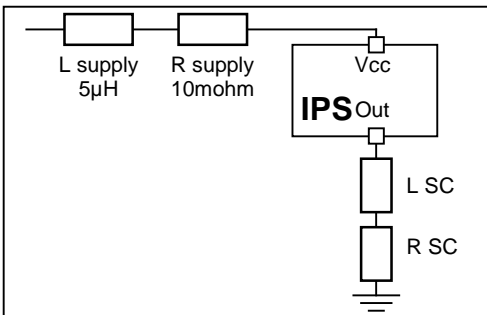 L supply
5µH
R supply
10mohm
Vcc
IPS Out
L SC
R SC